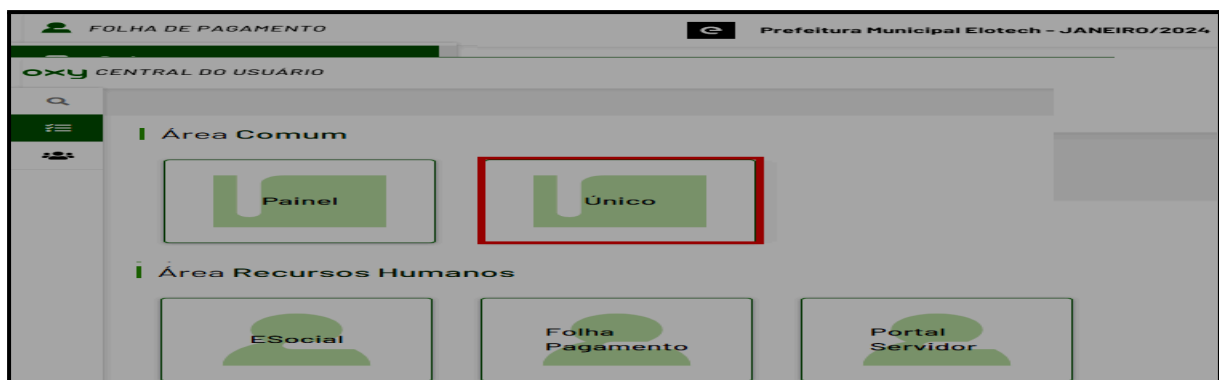 FOLHA DE PAGAMENTO
e Prefeitura Municipal Elotech - JANEIRO/2024
oxy CENTRAL DO USUÁRIO
Área Comum
Painel
Único
Área Recursos Humanos
ESocial
Folha
Pagamento
Portal
Servidor